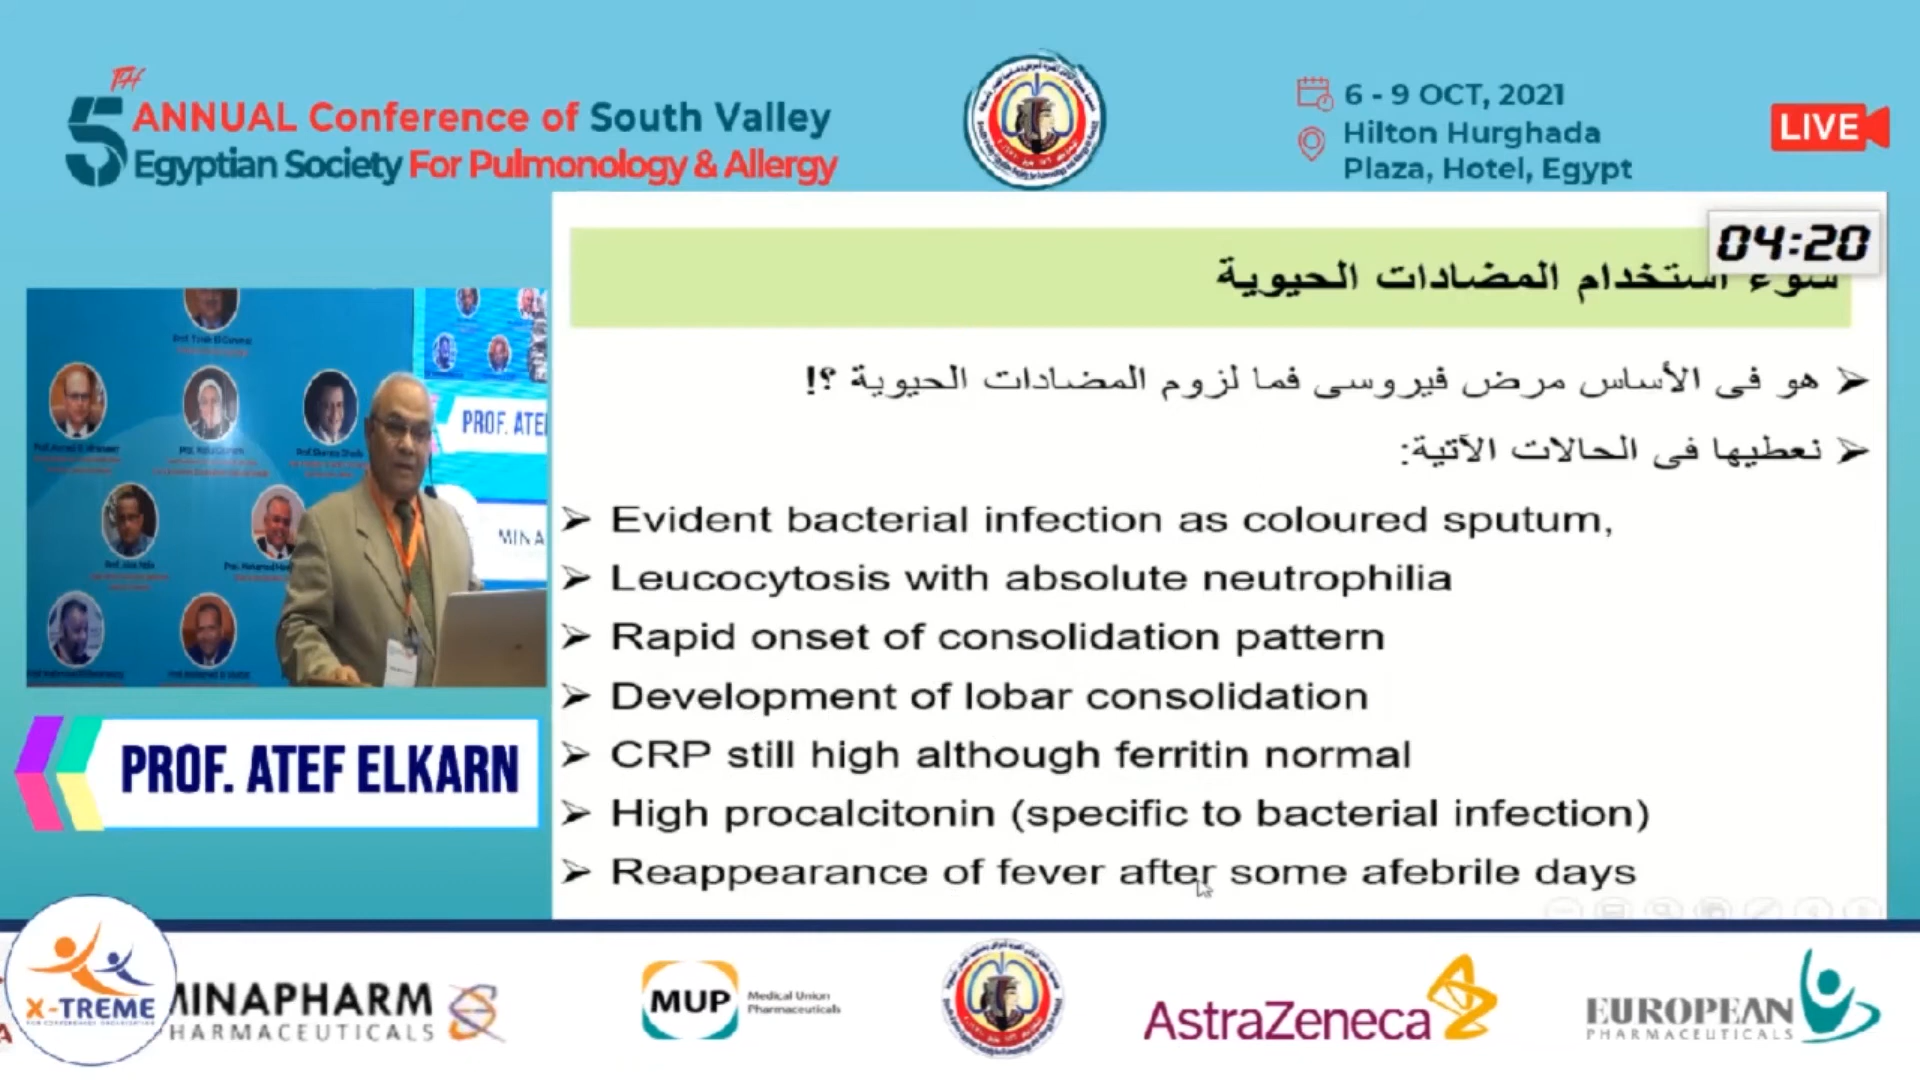 5TH ANNUAL Conference of South Valley
Egyptian Society For Pulmonology & Allergy
6 - 9 OCT, 2021
Hilton Hurghada
Plaza, Hotel, Egypt
LIVE
04:20
سوء استخدام المضادات الحيوية
هو فى الأساس مرض فيروسى فما لزوم المضادات الحيوية ؟!
نعطيها فى الحالات الآتية:
Evident bacterial infection as coloured sputum,
Leucocytosis with absolute neutrophilia
Rapid onset of consolidation pattern
Development of lobar consolidation
CRP still high although ferritin normal
High procalcitonin (specific to bacterial infection)
Reappearance of fever after some afebrile days
PROF. ATEF
MINA
PROF. ATEF ELKARN
X-TREME
MINAPHARM
PHARMACEUTICALS
MUP
Medical Union
Pharmaceuticals
AstraZeneca
EUROPEAN
PHARMACEUTICALS